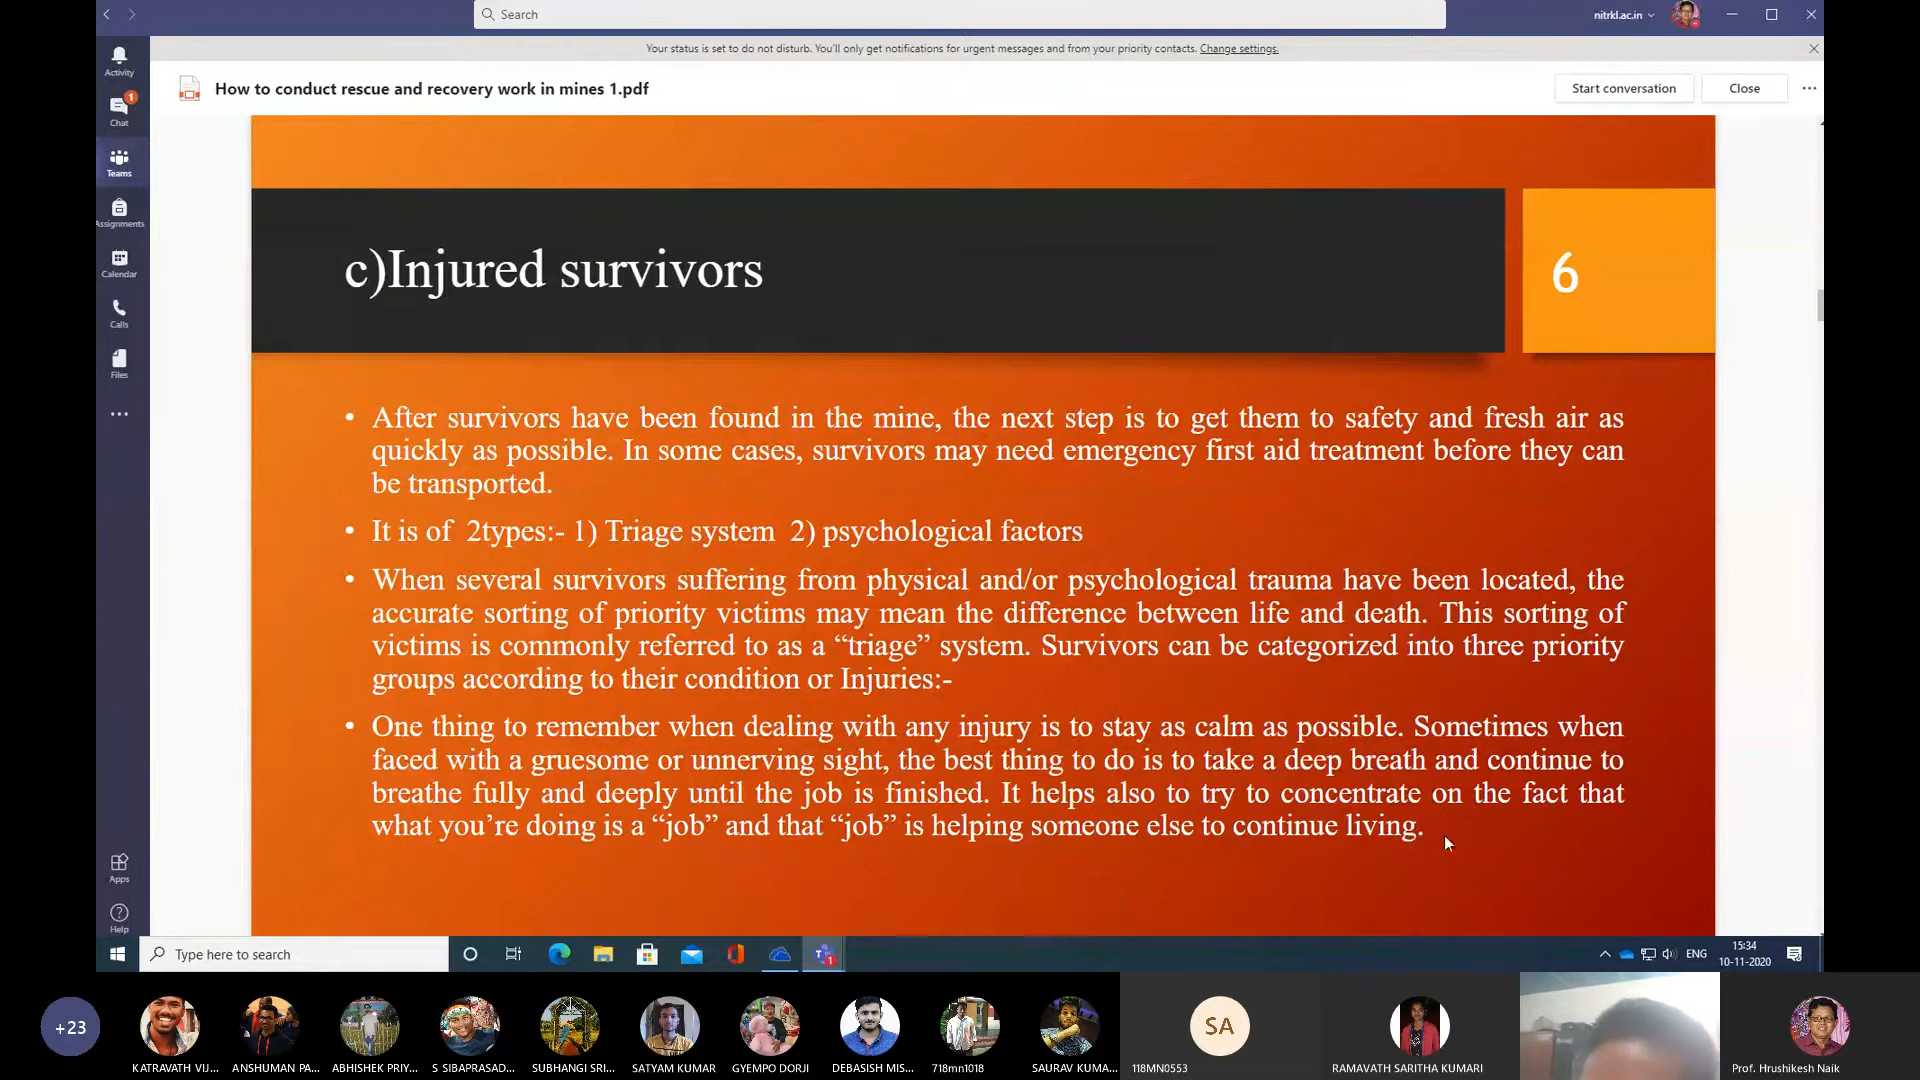 Search
nitrkl.ac.in
Your status is set to do not disturb. You'll only get notifications for urgent messages and from your priority contacts. Change settings.
Activity
How to conduct rescue and recovery work in mines 1.pdf
Start conversation
Close
1
Chat
Teams
Assignments
Calendar
Calls
Files
Apps
Help
c)Injured survivors
6
• After survivors have been found in the mine, the next step is to get them to safety and fresh air as
quickly as possible. In some cases, survivors may need emergency first aid treatment before they can
be transported.
• It is of 2types:- 1) Triage system 2) psychological factors
• When several survivors suffering from physical and/or psychological trauma have been located, the
accurate sorting of priority victims may mean the difference between life and death. This sorting of
victims is commonly referred to as a “triage” system. Survivors can be categorized into three priority
groups according to their condition or Injuries:-
• One thing to remember when dealing with any injury is to stay as calm as possible. Sometimes when
faced with a gruesome or unnerving sight, the best thing to do is to take a deep breath and continue to
breathe fully and deeply until the job is finished. It helps also to try to concentrate on the fact that
what you’re doing is a “job” and that “job” is helping someone else to continue living.
Type here to search
1
ENG
15:34
10-11-2020
+23
SA
KATRAVATH VIJ...
ANSHUMAN PA...
ABHISHEK PRIY...
S SIBAPRASAD...
SUBHANGI SRI...
SATYAM KUMAR
GYEMPO DORJI
DEBASISH MIS...
718mn1018
SAURAV KUMA...
118MN0553
RAMAVATH SARITHA KUMARI
Prof. Hrushikesh Naik